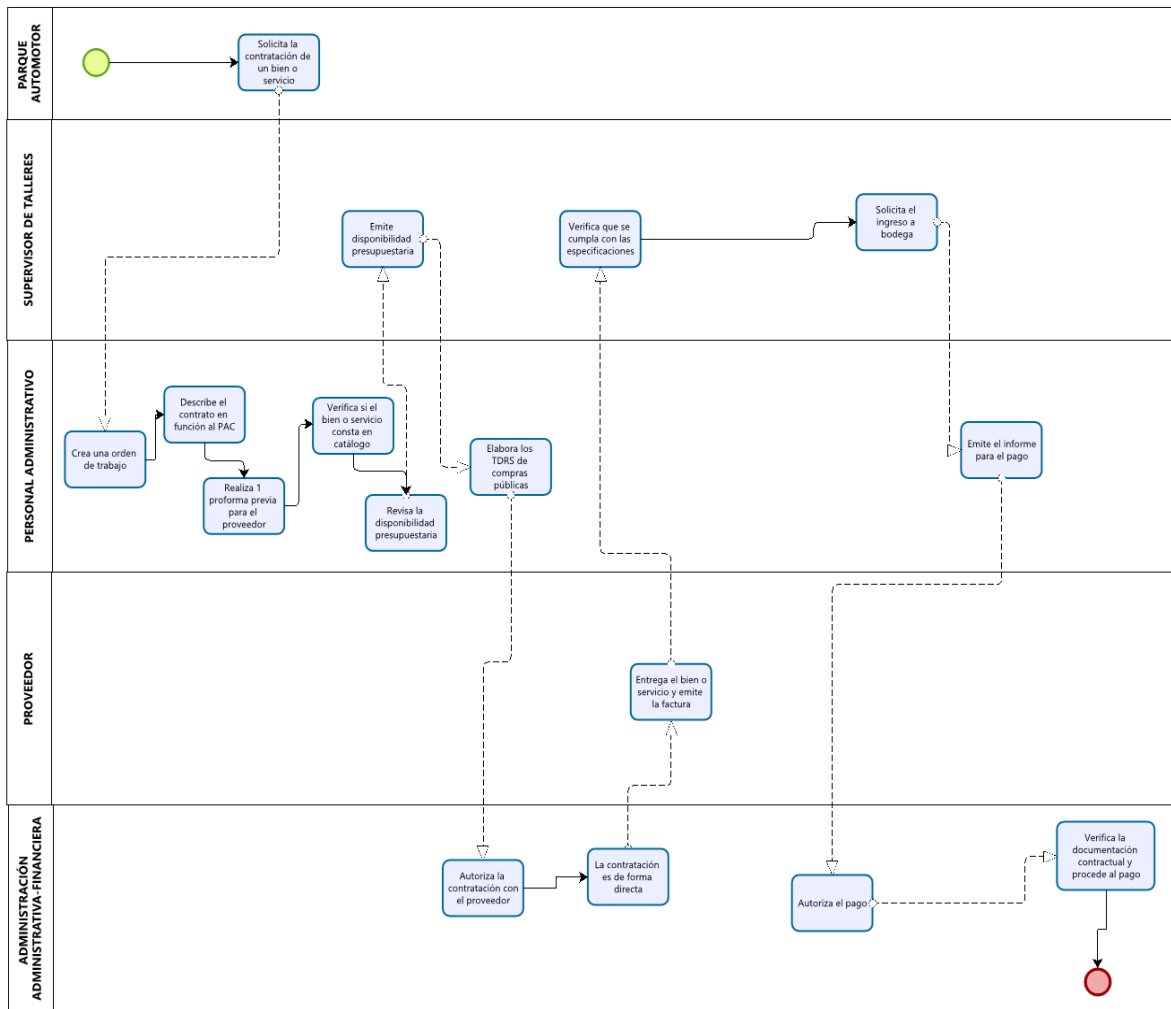 PARQUE
AUTOMOTOR
Solicita la
contratación de
un bien o
servicio
SUPERVISOR DE TALLERES
Emite
disponibilidad
presupuestaria
Verifica que se
cumpla con las
especificaciones
Solicita el
ingreso a
bodega
PERSONAL ADMINISTRATIVO
Crea una orden
de trabajo
Describe el
contrato en
función al PAC
Realiza 1
proforma previa
para el
proveedor
Verifica si el
bien o servicio
consta en
catálogo
Revisa la
disponibilidad
presupuestaria
Elabora los
TDRS de
compras
públicas
Emite el informe
para el pago
PROVEEDOR
Entrega el bien o
servicio y emite
la factura
ADMINISTRACIÓN
ADMINISTRATIVA-FINANCIERA
Autoriza la
contratación con
el proveedor
La contratación
es de forma
directa
Autoriza el pago
Verifica la
documentación
contractual y
procede al pago